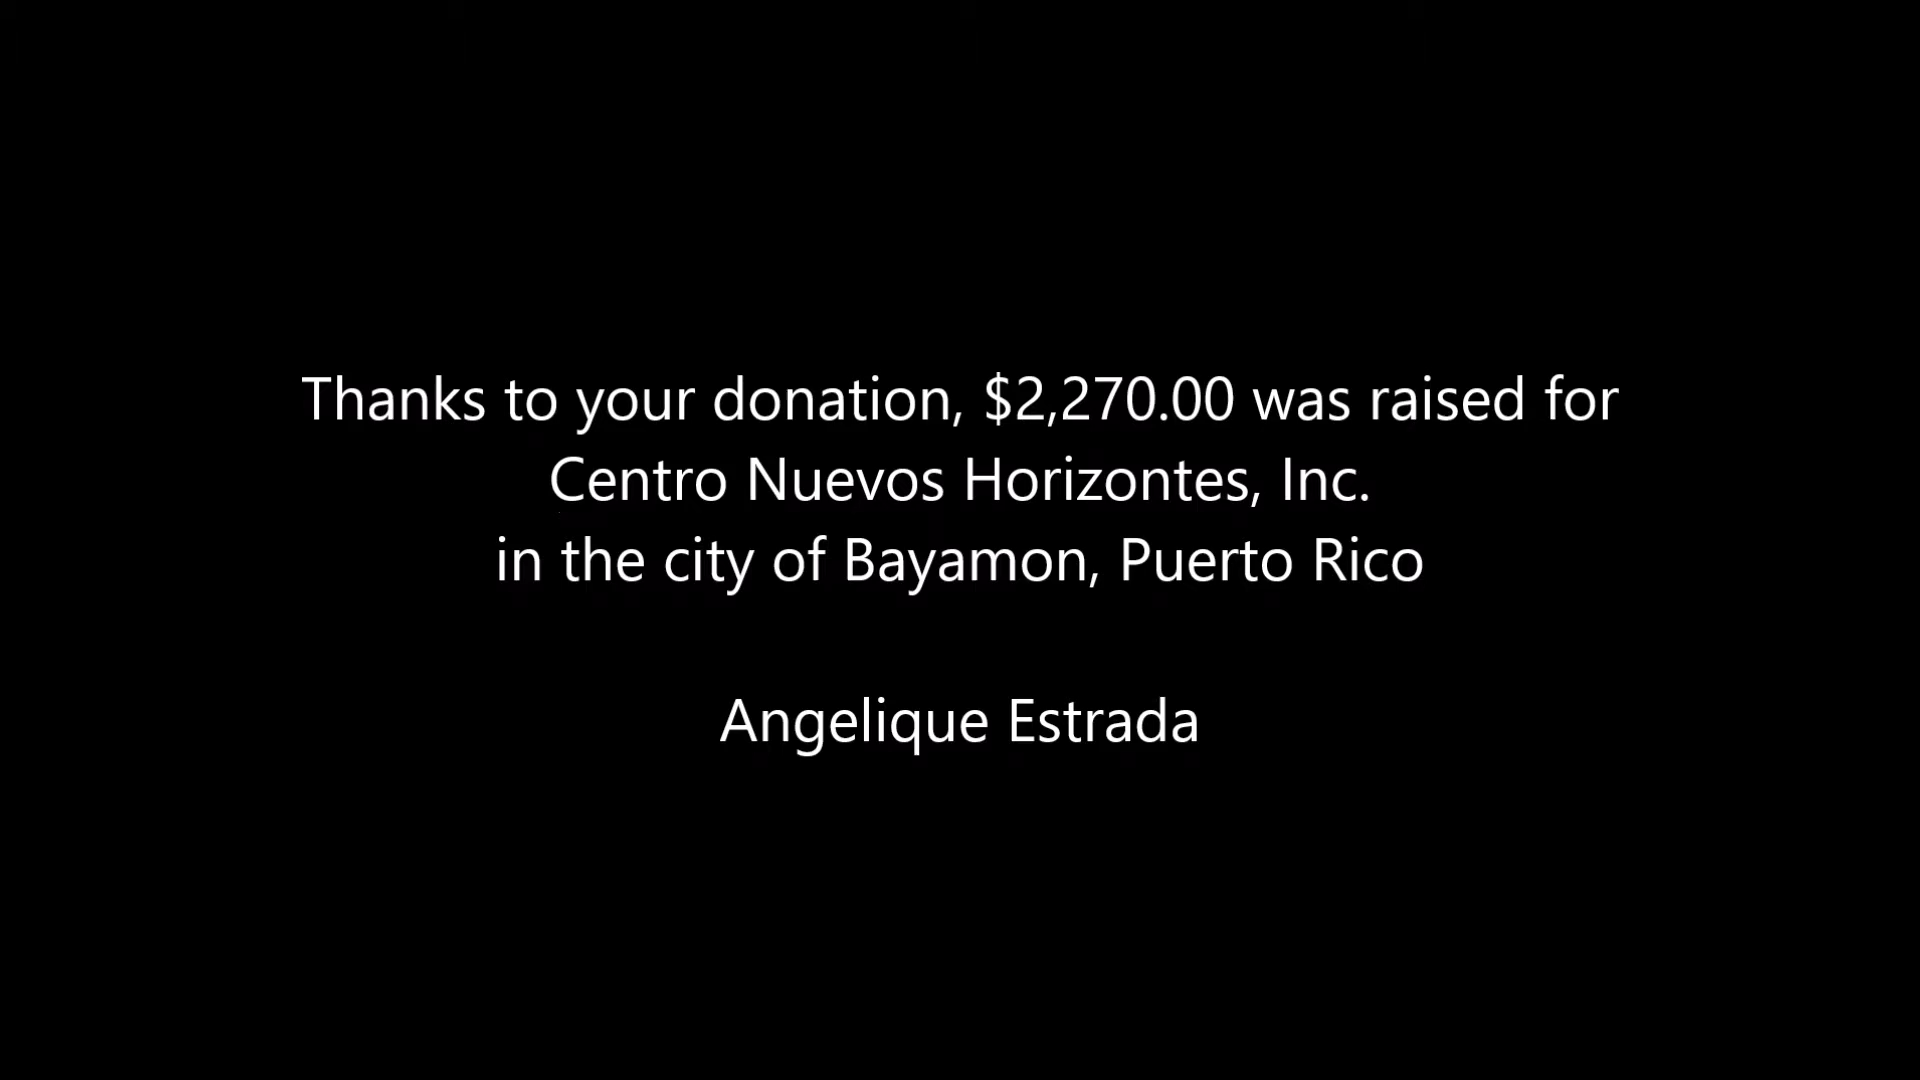 Thanks to your donation, $2,270.00 was raised for
Centro Nuevos Horizontes, Inc.
in the city of Bayamon, Puerto Rico
Angelique Estrada